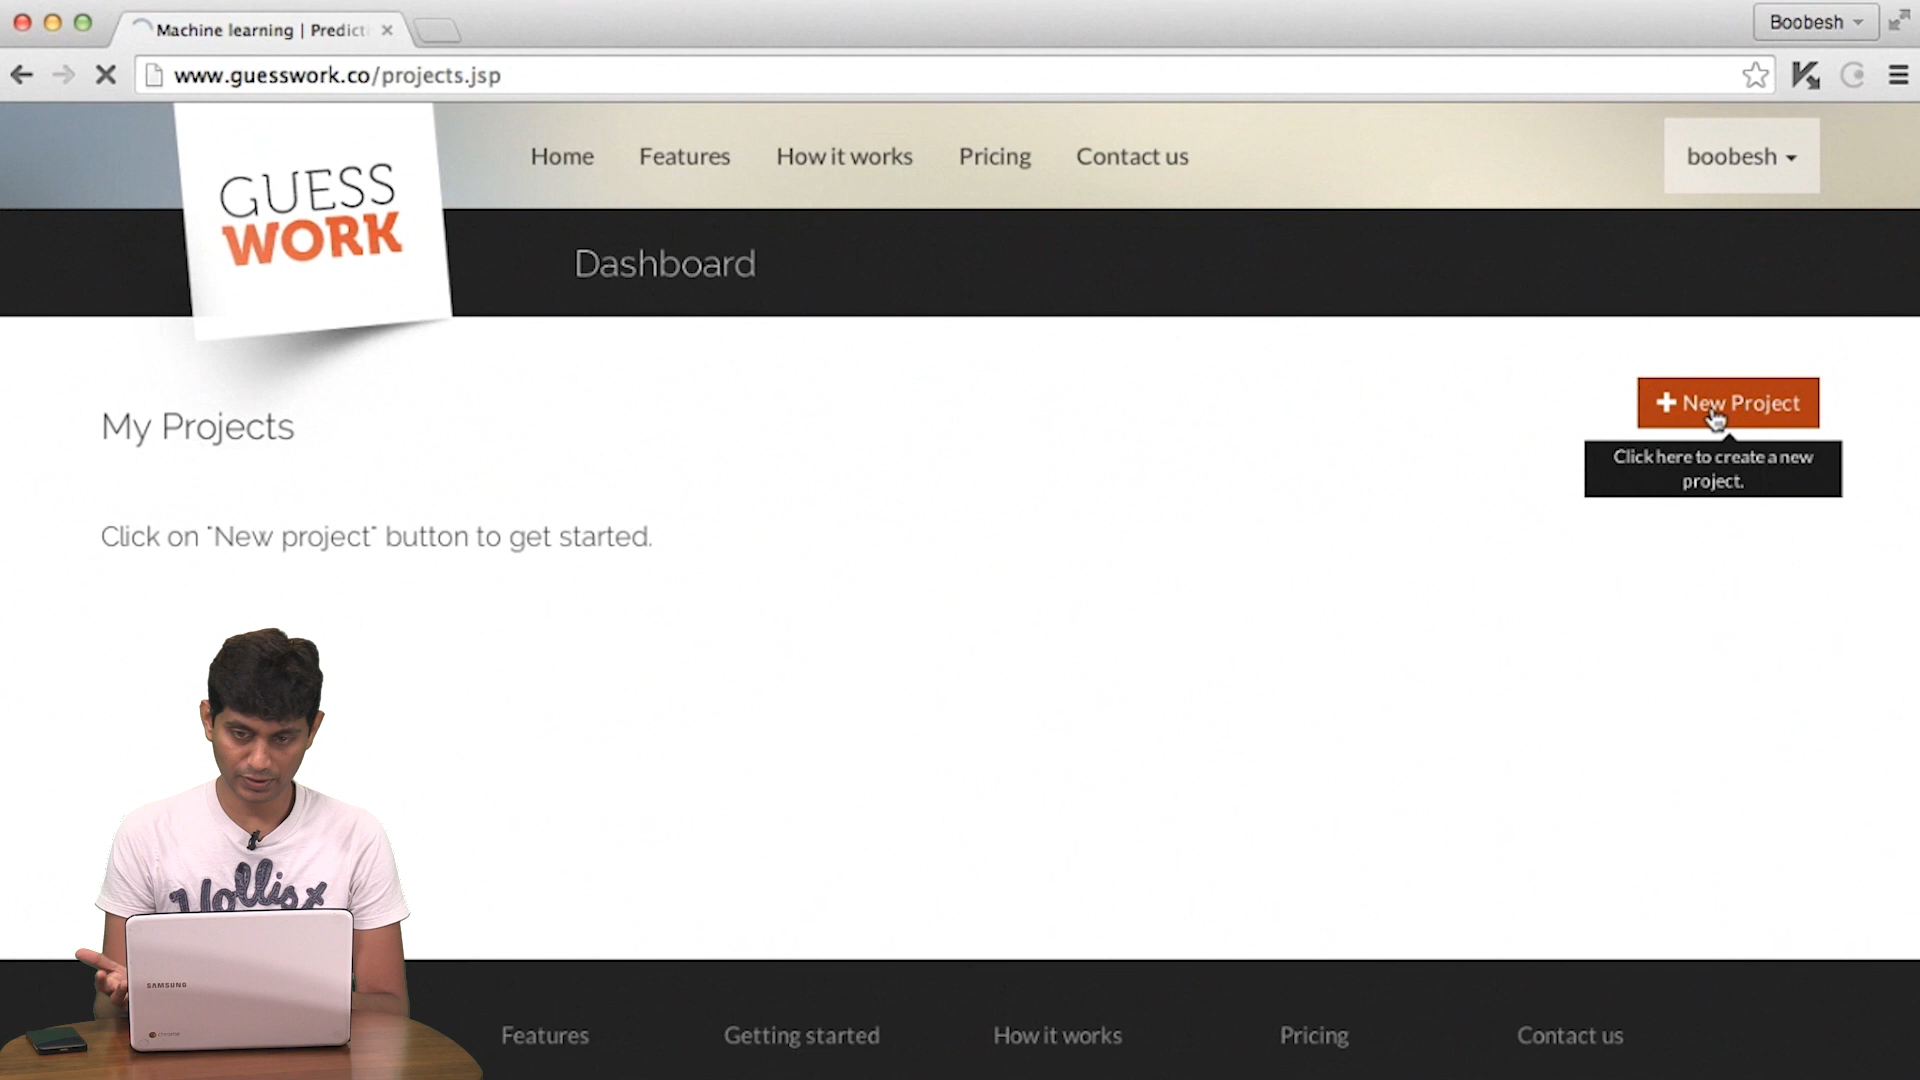 Machine learning | Predict
Boobesh
www.guesswork.co/projects.jsp
GUESS
WORK
Home
Features
How it works
Pricing
Contact us
boobesh
Dashboard
My Projects
New Project
Click here to create a new
project.
Click on "New project" button to get started.
SAMSUNG
chrome
Features
Getting started
How it works
Pricing
Contact us